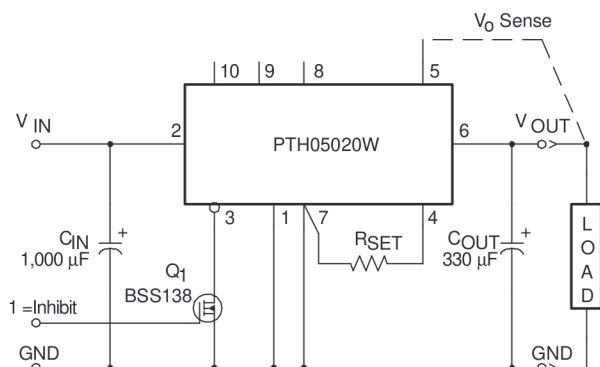 Vo Sense
10
9
8
5
VIN
2
PTH05020W
6
VOUT
3
1
7
4
CIN
+
1,000 µF
RSET
COUT
+
330 µF
L
O
A
D
Q1
BSS138
1 =Inhibit
GND
GND